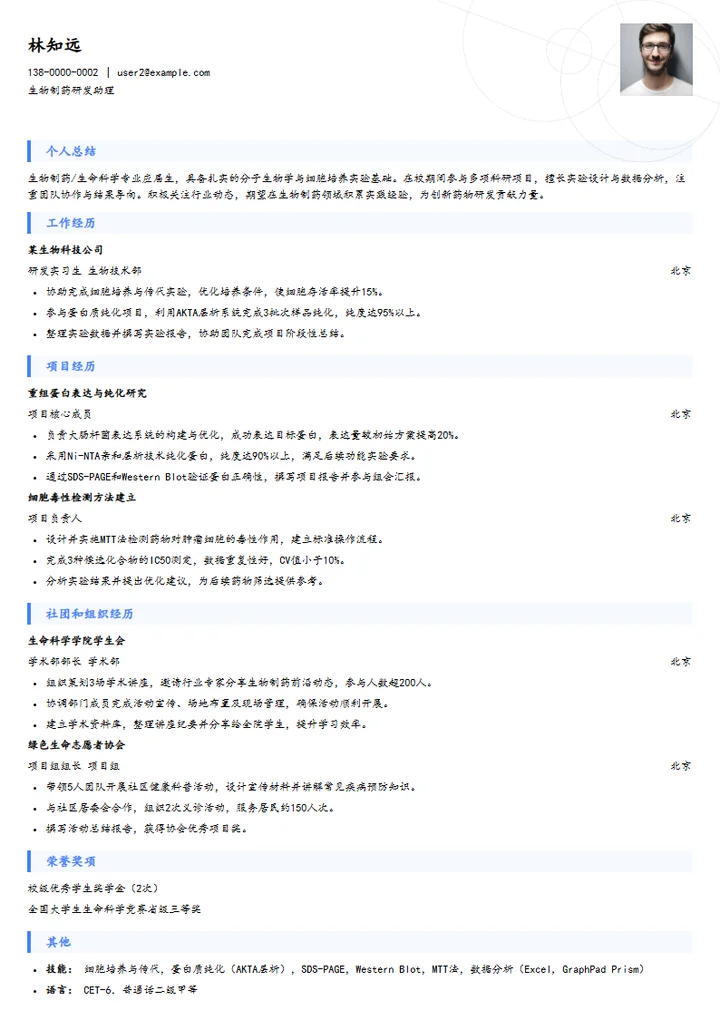 林知远
138-0000-0002 | user2@example.com
生物制药研发助理
个人总结
生物制药/生命科学专业应届生，具备扎实的分子生物学与细胞培养实验基础。在校期间参与多项科研项目，擅长实验设计与数据分析，注
重团队协作与结果导向。积极关注行业动态，期望在生物制药领域积累实践经验，为创新药物研发贡献力量。
工作经历
某生物科技公司
研发实习生 生物技术部 北京
• 协助完成细胞培养与传代实验，优化培养条件，使细胞存活率提升15%。
• 参与蛋白质纯化项目，利用AKTA层析系统完成3批次样品纯化，纯度达95%以上。
• 整理实验数据并撰写实验报告，协助团队完成项目阶段性总结。
项目经历
重组蛋白表达与纯化研究
项目核心成员 北京
• 负责大肠杆菌表达系统的构建与优化，成功表达目标蛋白，表达量较初始方案提高20%。
• 采用Ni-NTA亲和层析技术纯化蛋白，纯度达90%以上，满足后续功能实验要求。
• 通过SDS-PAGE和Western Blot验证蛋白正确性，撰写项目报告并参与组会汇报。
细胞毒性检测方法建立
项目负责人 北京
• 设计并实施MTT法检测药物对肿瘤细胞的毒性作用，建立标准操作流程。
• 完成3种候选化合物的IC50测定，数据重复性好，CV值小于10%。
• 分析实验结果并提出优化建议，为后续药物筛选提供参考。
社团和组织经历
生命科学学院学生会
学术部部长 学术部 北京
• 组织策划3场学术讲座，邀请行业专家分享生物制药前沿动态，参与人数超200人。
• 协调部门成员完成活动宣传、场地布置及现场管理，确保活动顺利开展。
• 建立学术资料库，整理讲座纪要并分享给全院学生，提升学习效率。
绿色生命志愿者协会
项目组组长 项目组 北京
• 带领5人团队开展社区健康科普活动，设计宣传材料并讲解常见疾病预防知识。
• 与社区居委会合作，组织2次义诊活动，服务居民约150人次。
• 撰写活动总结报告，获得协会优秀项目奖。
荣誉奖项
校级优秀学生奖学金（2次）
全国大学生生命科学竞赛省级三等奖
其他
• 技能： 细胞培养与传代，蛋白质纯化（AKTA层析），SDS-PAGE，Western Blot，MTT法，数据分析（Excel，GraphPad Prism）
• 语言： CET-6，普通话二级甲等